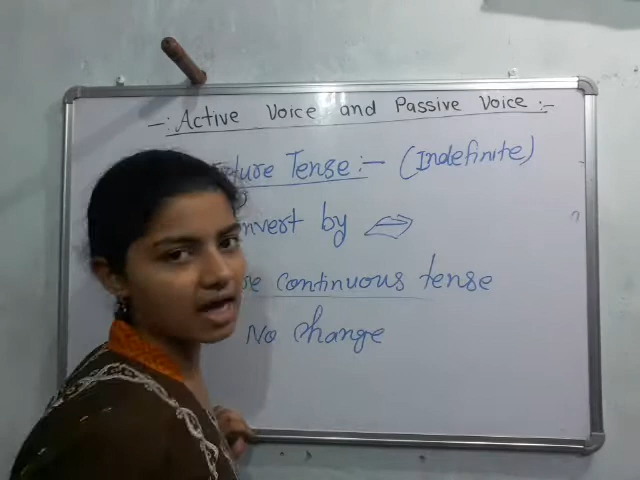 -: Active Voice and Passive Voice :-
Tense :- (Indefinite)
by
continuous tense
No change